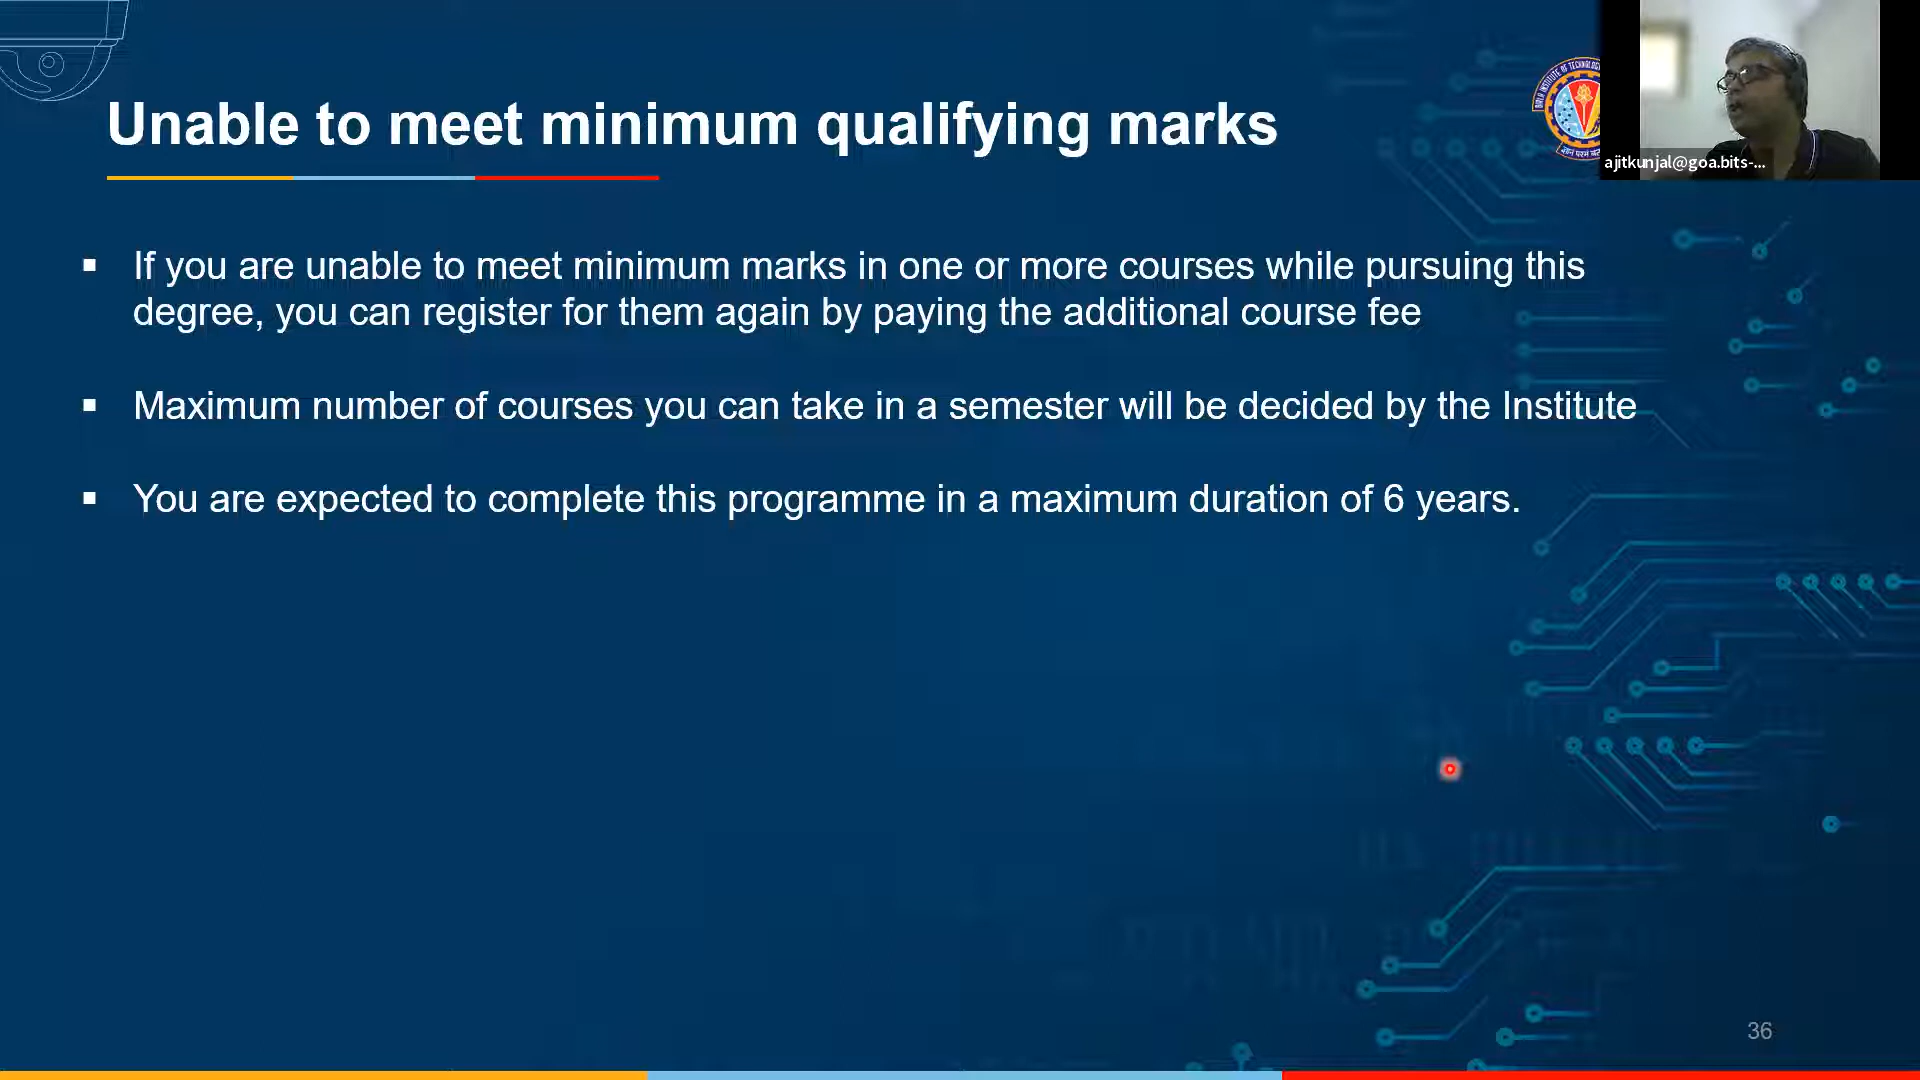 Unable to meet minimum qualifying marks
ajitkunjal@goa.bits-...
▪ If you are unable to meet minimum marks in one or more courses while pursuing this
degree, you can register for them again by paying the additional course fee
▪ Maximum number of courses you can take in a semester will be decided by the Institute
▪ You are expected to complete this programme in a maximum duration of 6 years.
36